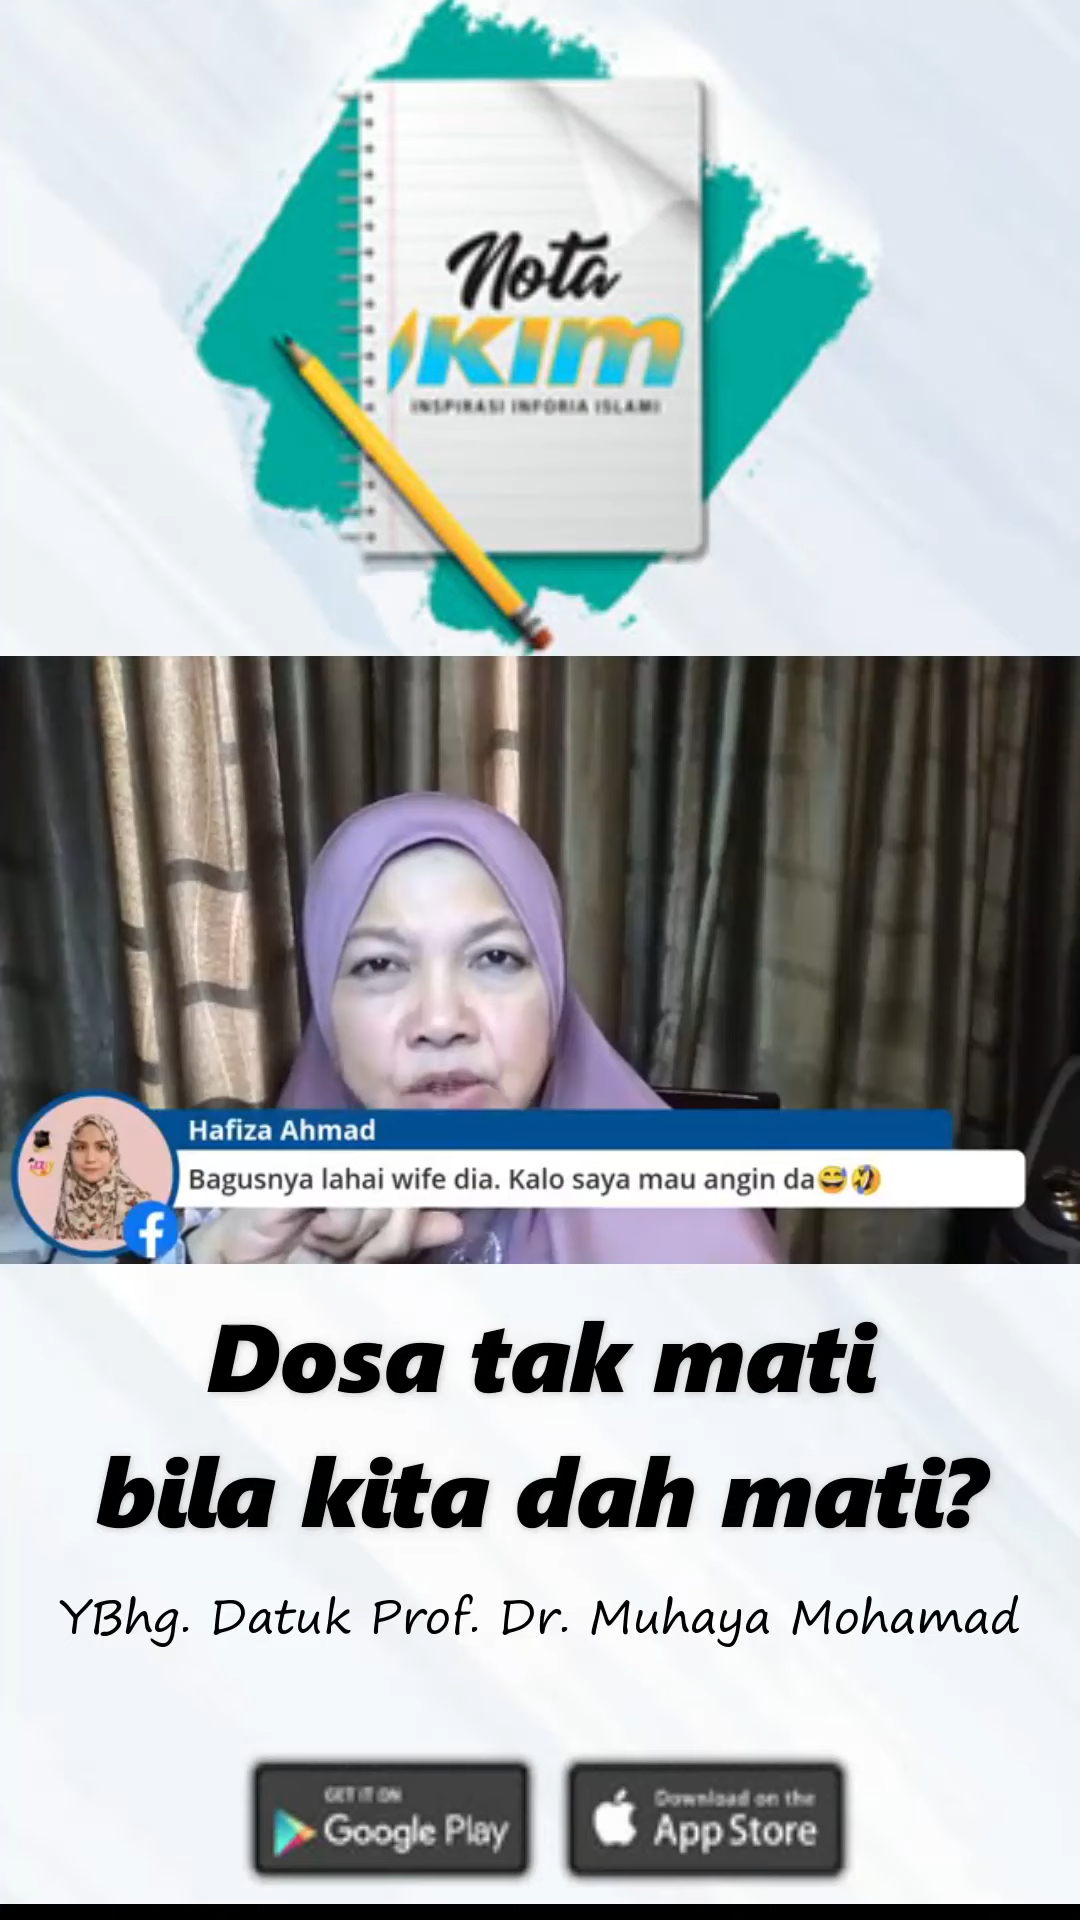 Nota
IKIM
INSPIRASI INFORIA ISLAMI
Hafiza Ahmad
Bagusnya lahai wife dia. Kalo saya mau angin da😅🤣
Dosa tak mati
bila kita dah mati?
YBhg. Datuk Prof. Dr. Muhaya Mohamad
GET IT ON
Google Play
Download on the
App Store